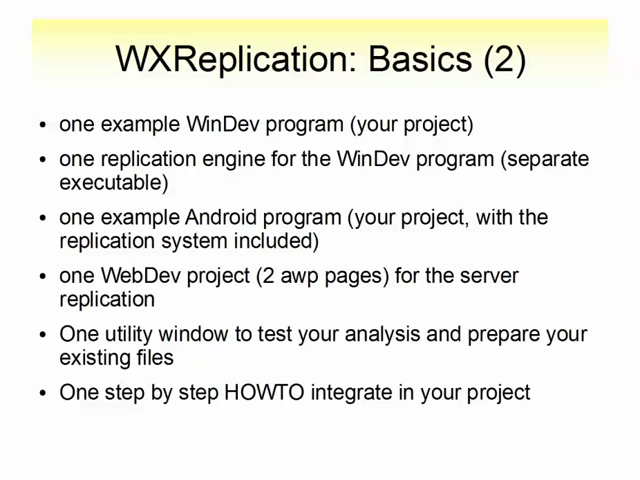 WXReplication: Basics (2)
• one example WinDev program (your project)
• one replication engine for the WinDev program (separate
executable)
• one example Android program (your project, with the
replication system included)
• one WebDev project (2 awp pages) for the server
replication
• One utility window to test your analysis and prepare your
existing files
• One step by step HOWTO integrate in your project